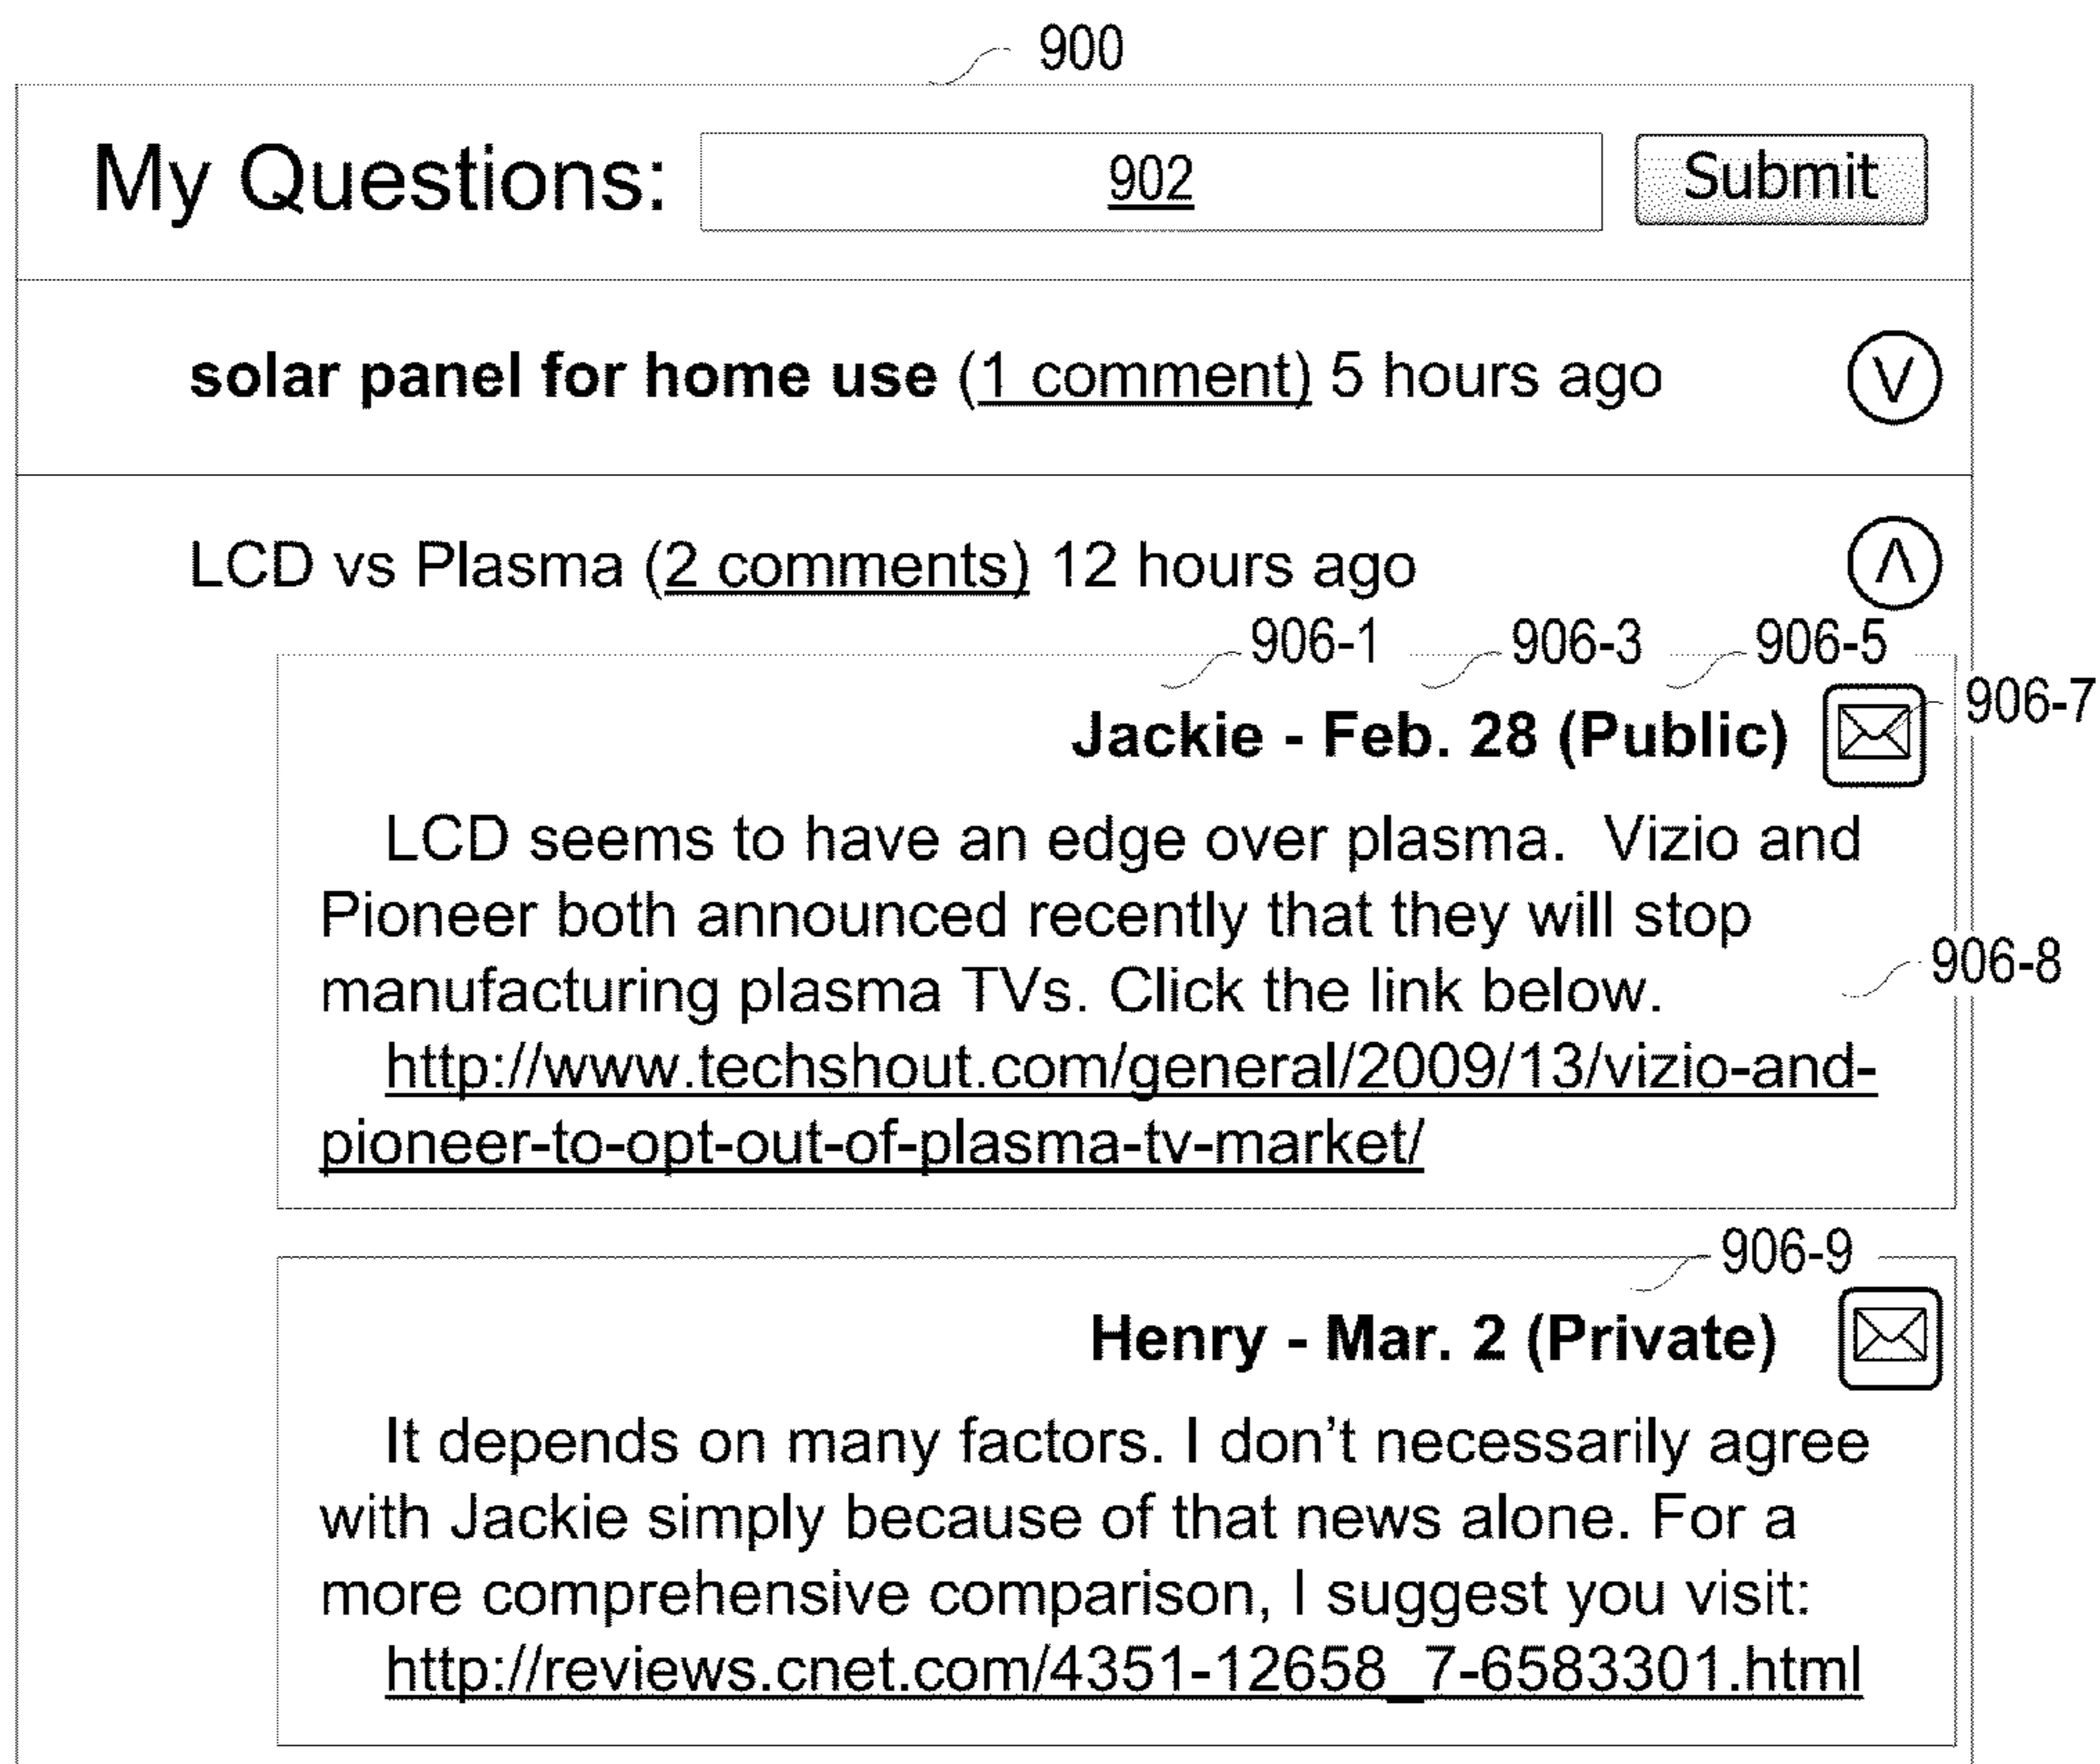 900
My Questions: 902 Submit
solar panel for home use (1 comment) 5 hours ago V
LCD vs Plasma (2 comments) 12 hours ago Λ
906-1 906-3 906-5
906-7
Jackie - Feb. 28 (Public)
LCD seems to have an edge over plasma. Vizio and
Pioneer both announced recently that they will stop
906-8
manufacturing plasma TVs. Click the link below.
http://www.techshout.com/general/2009/13/vizio-and-
pioneer-to-opt-out-of-plasma-tv-market/
906-9
Henry - Mar. 2 (Private)
It depends on many factors. I don't necessarily agree
with Jackie simply because of that news alone. For a
more comprehensive comparison, I suggest you visit:
http://reviews.cnet.com/4351-12658_7-6583301.html